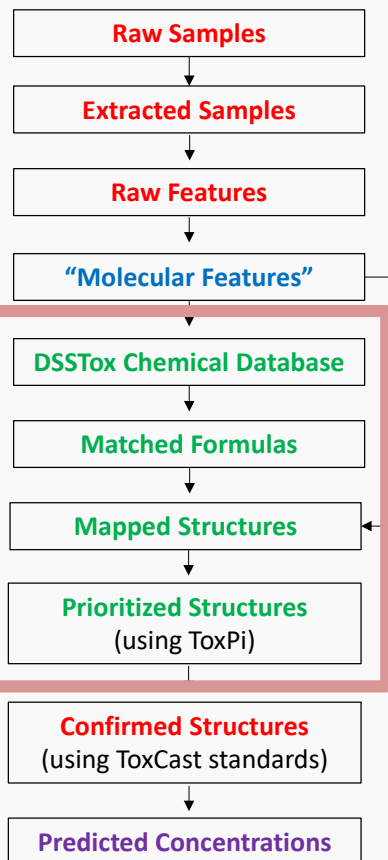 Raw Samples
Extracted Samples
Raw Features
“Molecular Features”
DSSTox Chemical Database
Matched Formulas
Mapped Structures
Prioritized Structures
(using ToxPi)
Confirmed Structures
(using ToxCast standards)
Predicted Concentrations